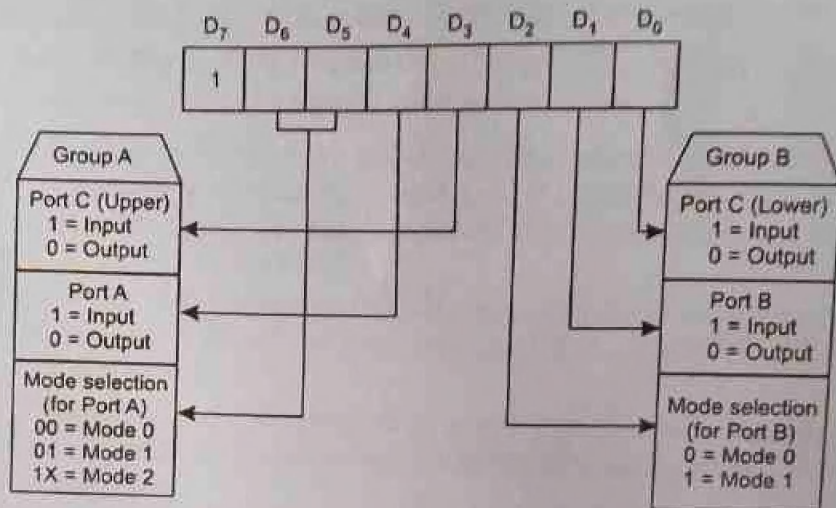 D7 D6 D5 D4 D3 D2 D1 D0
1
Group A
Port C (Upper)
1 = Input
0 = Output
Port A
1 = Input
0 = Output
Mode selection
(for Port A)
00 = Mode 0
01 = Mode 1
1X = Mode 2
Group B
Port C (Lower)
1 = Input
0 = Output
Port B
1 = Input
0 = Output
Mode selection
(for Port B)
0 = Mode 0
1 = Mode 1